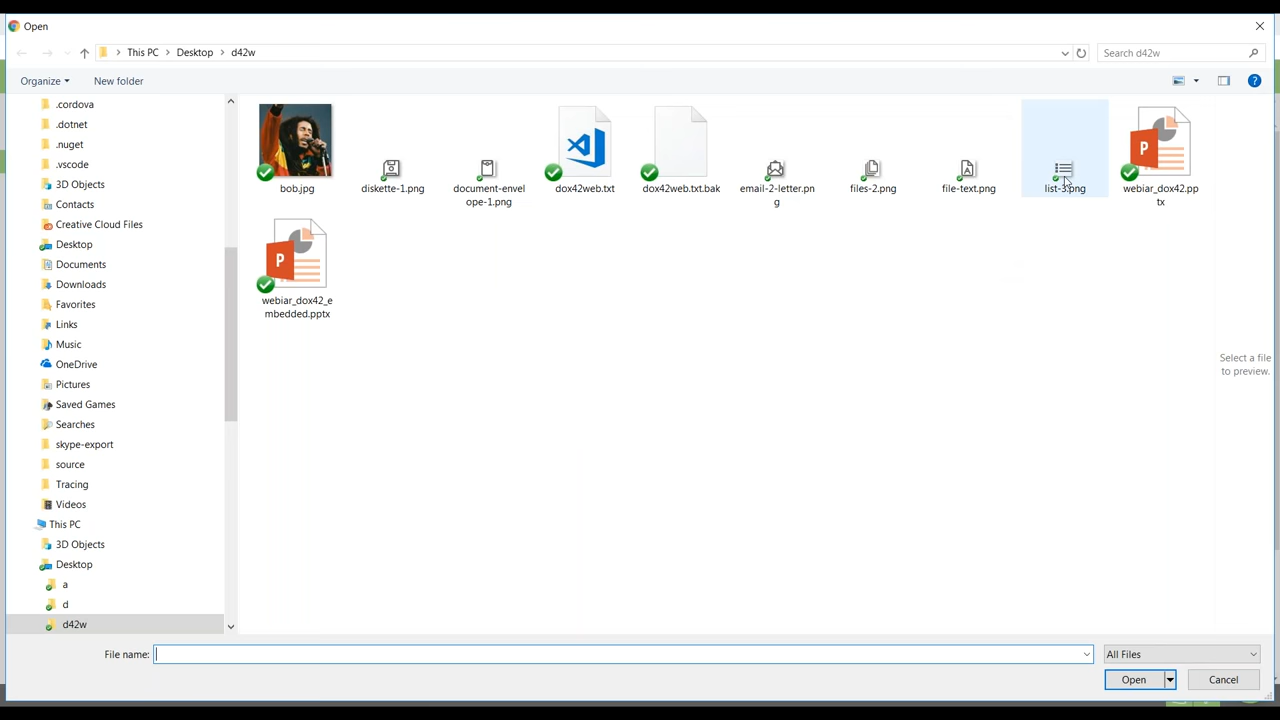 Open
This PC > Desktop > d42w
Search d42w
Organize
New folder
.cordova
.dotnet
.nuget
.vscode
3D Objects
Contacts
Creative Cloud Files
Desktop
Documents
Downloads
Favorites
Links
Music
OneDrive
Pictures
Saved Games
Searches
skype-export
source
Tracing
Videos
This PC
3D Objects
Desktop
a
d
d42w
bob.jpg
diskette-1.png
document-envel
ope-1.png
dox42web.txt
dox42web.txt.bak
email-2-letter.pn
g
files-2.png
file-text.png
list-3.png
webiar_dox42.pp
tx
webiar_dox42_e
mbedded.pptx
Select a file
to preview.
File name:
All Files
Open
Cancel